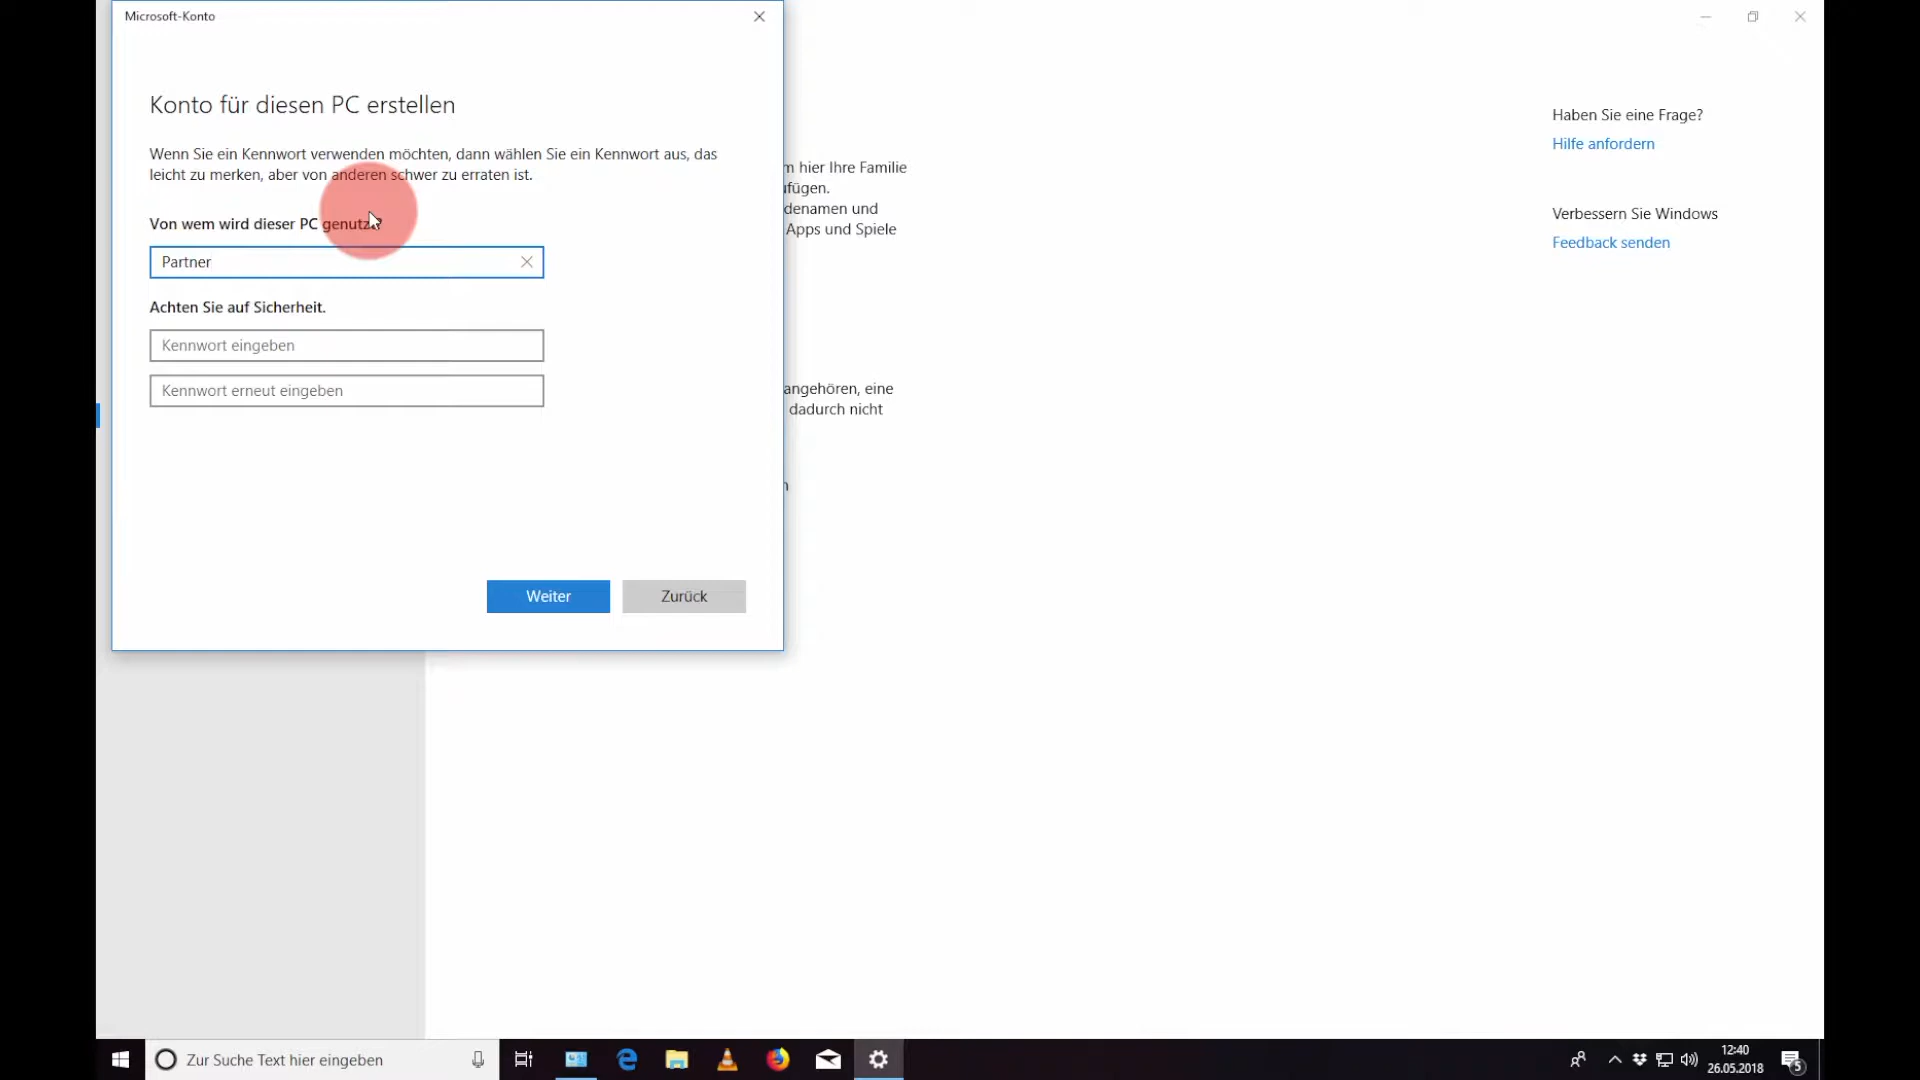 Microsoft-Konto
Konto für diesen PC erstellen
Wenn Sie ein Kennwort verwenden möchten, dann wählen Sie ein Kennwort aus, das
leicht zu merken, aber von anderen schwer zu erraten ist.
Von wem wird dieser PC genutzt?
Partner
Achten Sie auf Sicherheit.
Kennwort eingeben
Kennwort erneut eingeben
Weiter
Zurück
m hier Ihre Familie
ufügen.
denamen und
Apps und Spiele
angehören, eine
dadurch nicht
n
Haben Sie eine Frage?
Hilfe anfordern
Verbessern Sie Windows
Feedback senden
Zur Suche Text hier eingeben
12:40
26.05.2018
5